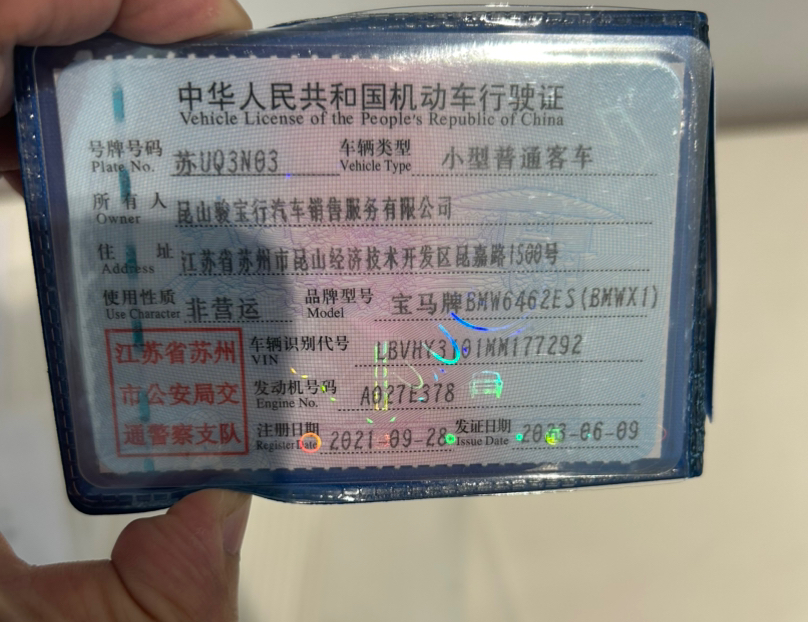 中华人民共和国机动车行驶证
Vehicle License of the People's Republic of China
号牌号码 苏UQ3N03 车辆类型 小型普通客车
Plate No. Vehicle Type
所有人 昆山骏宝行汽车销售服务有限公司
Owner
住址 江苏省苏州市昆山经济技术开发区昆嘉路1500号
Address
使用性质 非营运 品牌型号 宝马牌BMW6462ES(BMWX1)
Use Character Model
江苏省苏州 车辆识别代号 LBVHY3101MM177292
VIN
市公安局交 发动机号码 A027E378
Engine No.
通警察支队 注册日期 2021-09-28 发证日期 2023-06-09
Register Date Issue Date